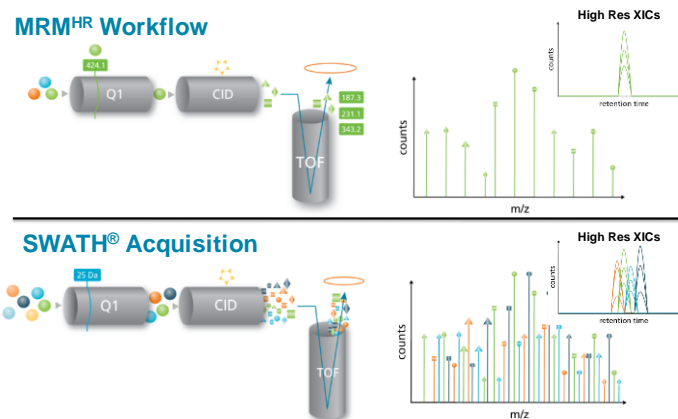 MRMHR Workflow
424.1
Q1
CID
187.3
231.1
343.2
TOF
counts
m/z
High Res XICs
counts
retention time
SWATH® Acquisition
25 Da
Q1
CID
TOF
counts
m/z
High Res XICs
counts
retention time